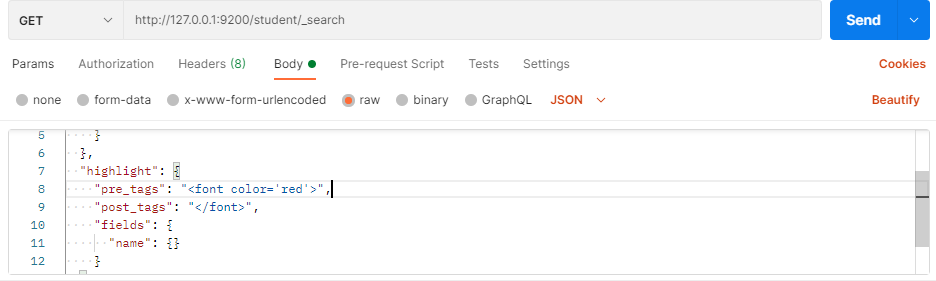 GET http://127.0.0.1:9200/student/_search Send
Params Authorization Headers (8) Body Pre-request Script Tests Settings Cookies
none form-data x-www-form-urlencoded raw binary GraphQL JSON Beautify
5 }
6 },
7 "highlight": {
8 "pre_tags": "<font color='red'>",
9 "post_tags": "</font>",
10 "fields": {
11 "name": {}
12 }